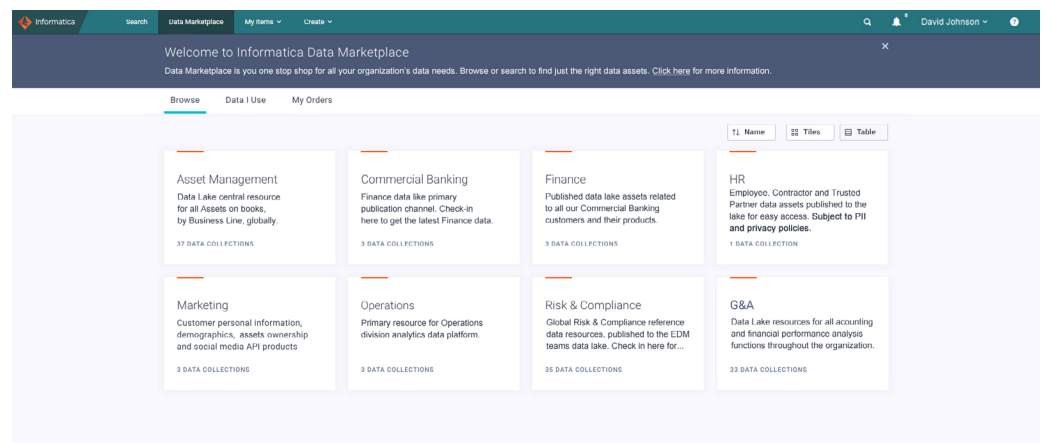 Informatica
Search
Data Marketplace
My Items
Create
David Johnson
Welcome to Informatica Data Marketplace
Data Marketplace is you one stop shop for all your organization's data needs. Browse or search to find just the right data assets. Click here for more information.
Browse
Data I Use
My Orders
Name
Tiles
Table
Asset Management
Data Lake central resource
for all Assets on books,
by Business Line, globally.
37 DATA COLLECTIONS
Commercial Banking
Finance data like primary
publication channel. Check-in
here to get the latest Finance data.
3 DATA COLLECTIONS
Finance
Published data lake assets related
to all our Commercial Banking
customers and their products.
3 DATA COLLECTIONS
HR
Employee, Contractor and Trusted
Partner data assets published to the
lake for easy access. Subject to PII
and privacy policies.
1 DATA COLLECTION
Marketing
Customer personal information,
demographics, assets ownership
and social media API products
3 DATA COLLECTIONS
Operations
Primary resource for Operations
division analytics data platform.
3 DATA COLLECTIONS
Risk & Compliance
Global Risk & Compliance reference
data resources, published to the EDM
teams data lake. Check in here for...
35 DATA COLLECTIONS
G&A
Data Lake resources for all acounting
and financial performance analysis
functions throughout the organization.
33 DATA COLLECTIONS